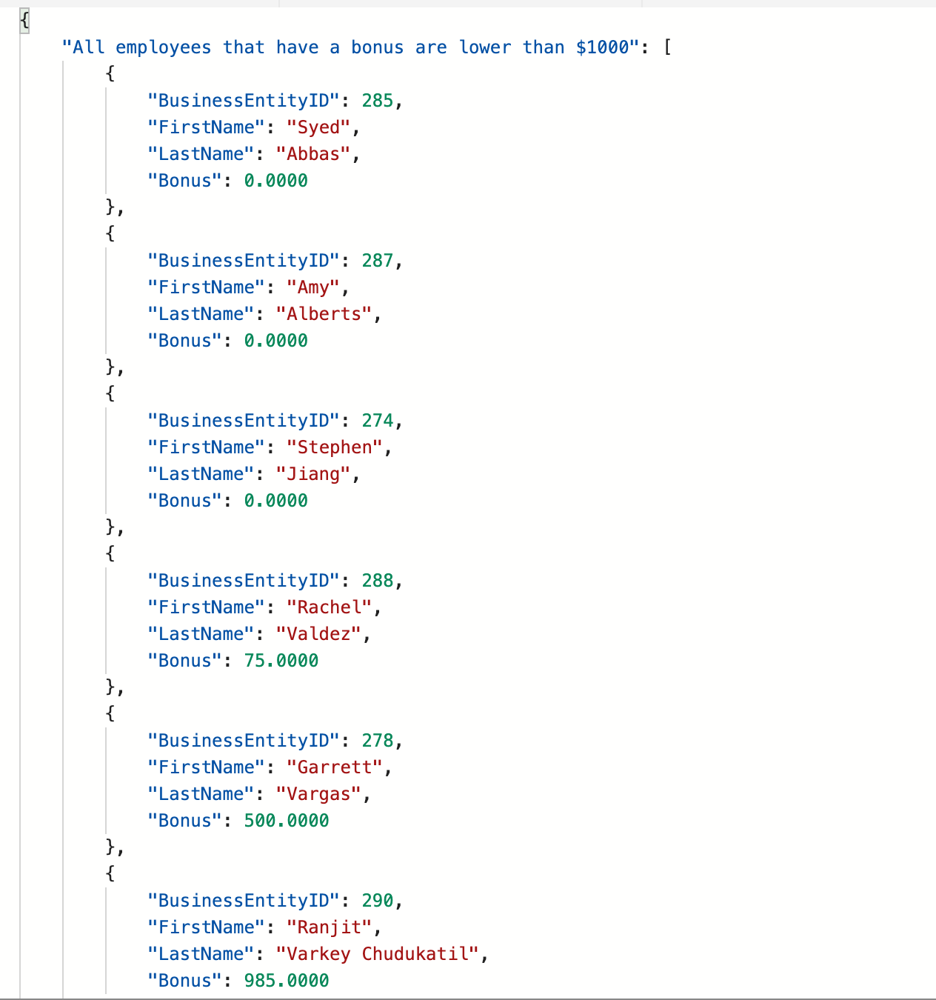 {
"All employees that have a bonus are lower than $1000": [
{
"BusinessEntityID": 285,
"FirstName": "Syed",
"LastName": "Abbas",
"Bonus": 0.0000
},
{
"BusinessEntityID": 287,
"FirstName": "Amy",
"LastName": "Alberts",
"Bonus": 0.0000
},
{
"BusinessEntityID": 274,
"FirstName": "Stephen",
"LastName": "Jiang",
"Bonus": 0.0000
},
{
"BusinessEntityID": 288,
"FirstName": "Rachel",
"LastName": "Valdez",
"Bonus": 75.0000
},
{
"BusinessEntityID": 278,
"FirstName": "Garrett",
"LastName": "Vargas",
"Bonus": 500.0000
},
{
"BusinessEntityID": 290,
"FirstName": "Ranjit",
"LastName": "Varkey Chudukatil",
"Bonus": 985.0000